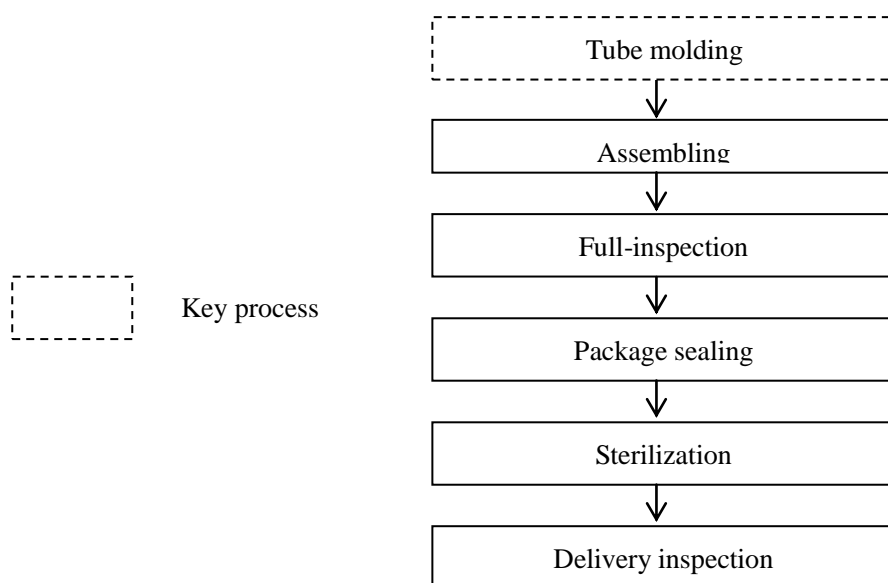 Tube molding
Assembling
Full-inspection
Key process
Package sealing
Sterilization
Delivery inspection